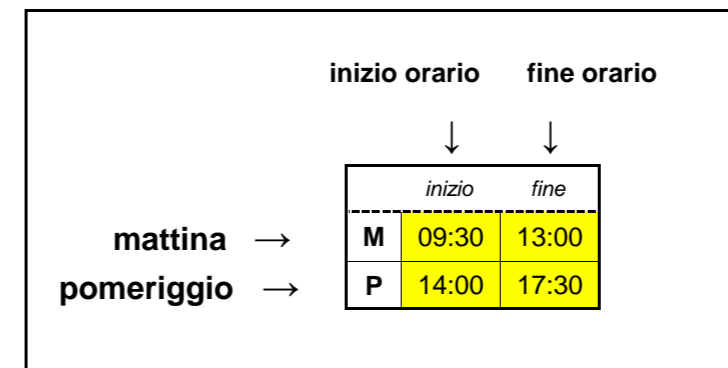 inizio orario fine orario
↓ ↓
inizio fine
mattina → M 09:30 13:00
pomeriggio → P 14:00 17:30